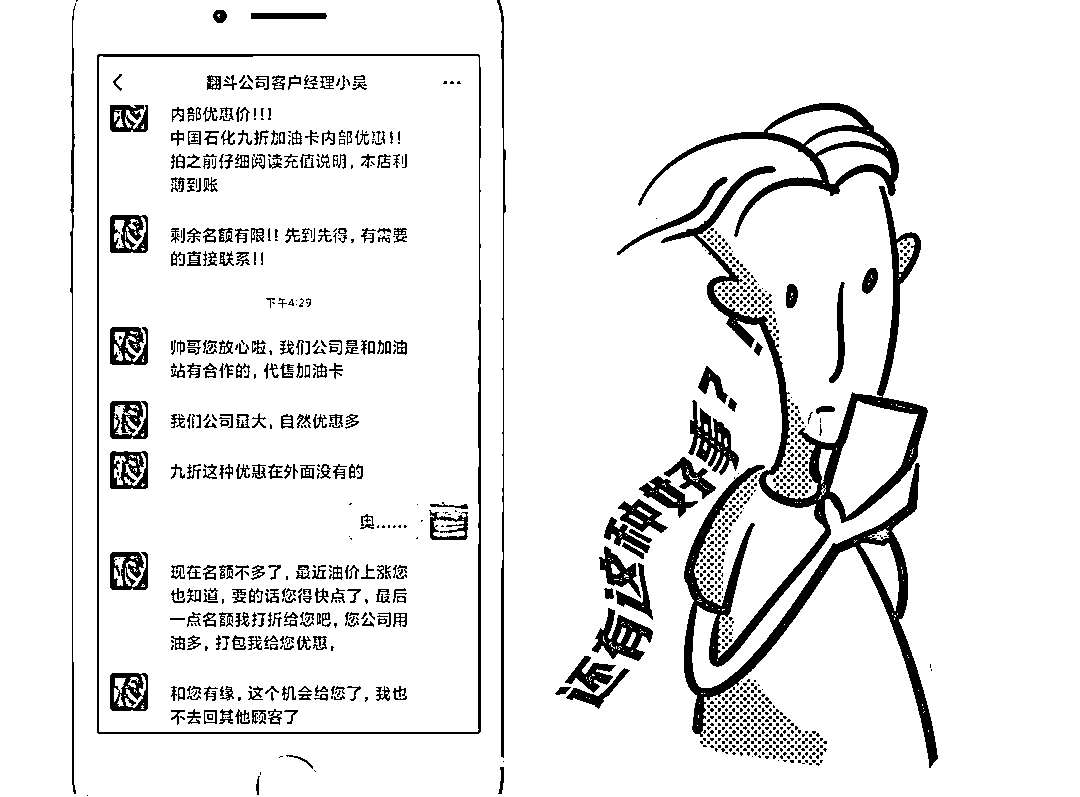 翻斗公司客户经理小吴
内部优惠价!!!
中国石化九折加油卡内部优惠!!
拍之前仔细阅读充值说明，本店利
薄到账
剩余名额有限!! 先到先得，有需要
的直接联系!!
下午4:29
帅哥您放心啦，我们公司是和加油
站有合作的，代售加油卡
我们公司量大，自然优惠多
九折这种优惠在外面没有的
奥......
现在名额不多了，最近油价上涨您
也知道，要的话您得快点了，最后
一点名额我打折给您吧，您公司用
油多，打包我给您优惠，
和您有缘，这个机会给您了，我也
不去回其他顾客了
还有这种好事？！